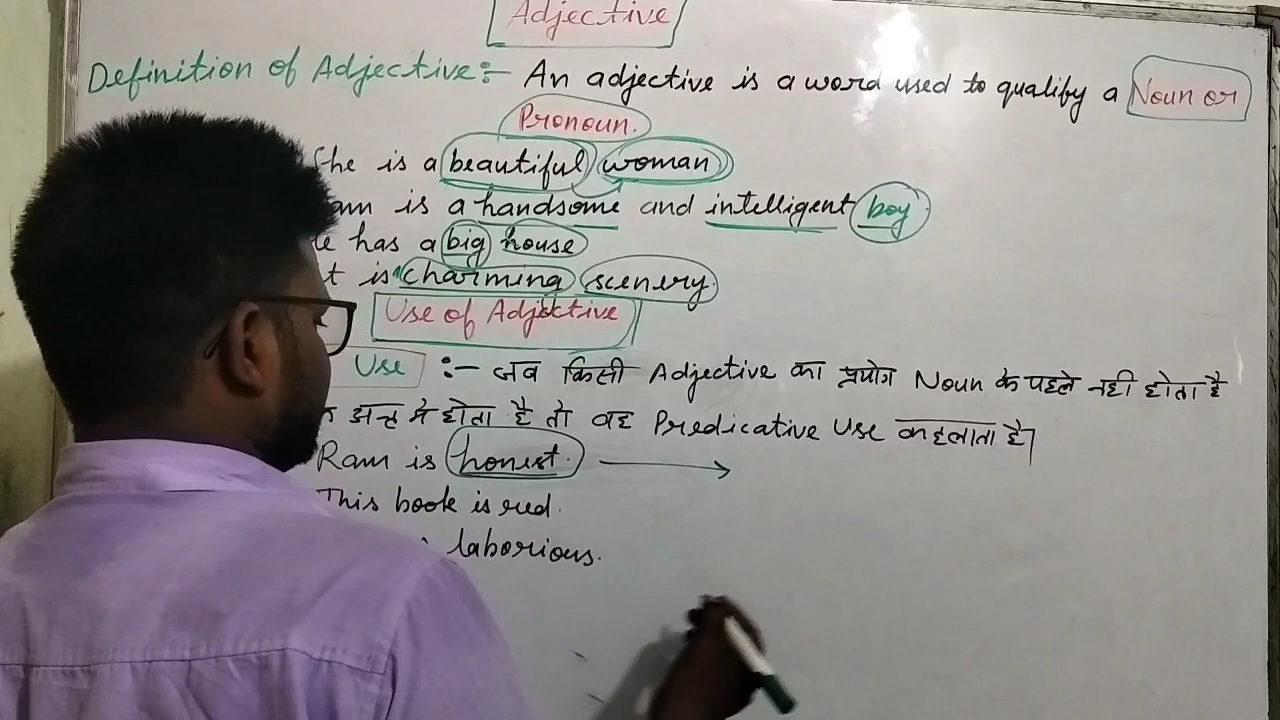 Adjective
Definition of Adjective:- An adjective is a word used to qualify a Noun or
Pronoun.
She is a beautiful woman
is a handsome and intelligent boy
has a big house
is charming scenery.
Use of Adjective
Use :- जब किसी Adjective का प्रयोग Noun के पहले नही होता है
अन्त मे होता है तो वह Predicative Use कहलाता है।
Ram is honest.
This book is red.
laborious.